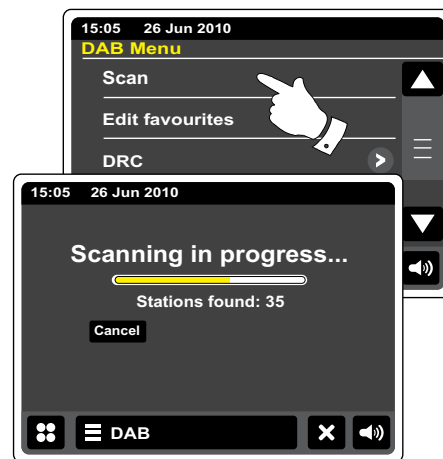 15:05 26 Jun 2010
DAB Menu
Scan
Edit favourites
DRC
15:05 26 Jun 2010
Scanning in progress...
Stations found: 35
Cancel
DAB